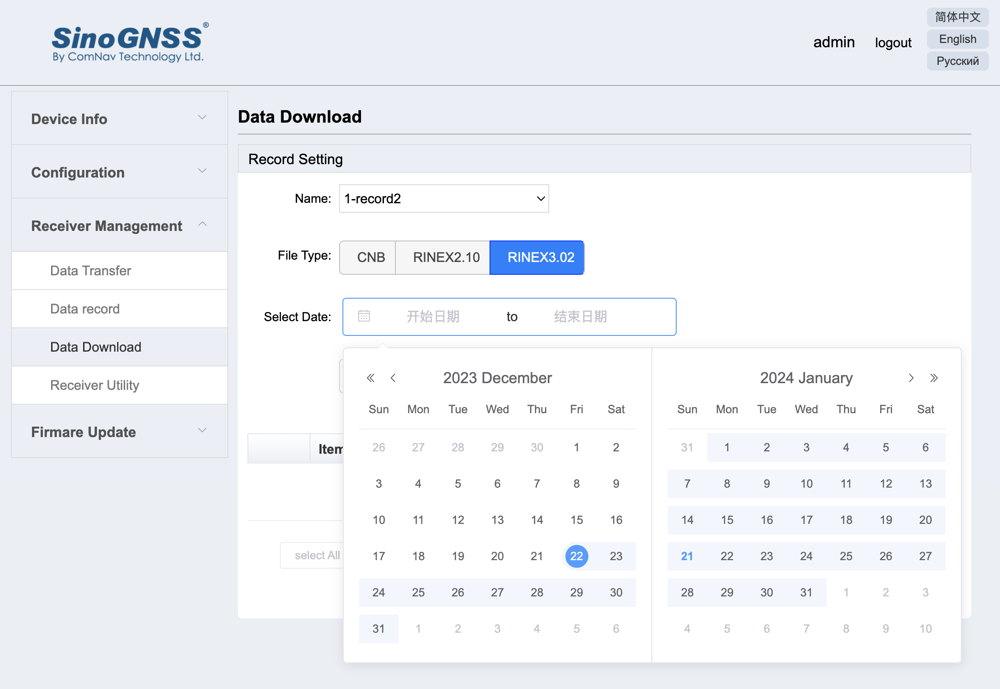 SinoGNSS®
By ComNav Technology Ltd.
admin
logout
简体中文
English
Русский
Device Info
Configuration
Receiver Management
Data Transfer
Data record
Data Download
Receiver Utility
Firmare Update
Data Download
Record Setting
Name: 1-record2
File Type: CNB RINEX2.10 RINEX3.02
Select Date: 开始日期 to 结束日期
2023 December
Sun Mon Tue Wed Thu Fri Sat
26 27 28 29 30 1 2
3 4 5 6 7 8 9
10 11 12 13 14 15 16
17 18 19 20 21 22 23
24 25 26 27 28 29 30
31 1 2 3 4 5 6
2024 January
Sun Mon Tue Wed Thu Fri Sat
31 1 2 3 4 5 6
7 8 9 10 11 12 13
14 15 16 17 18 19 20
21 22 23 24 25 26 27
28 29 30 31 1 2 3
4 5 6 7 8 9 10
Item
select All